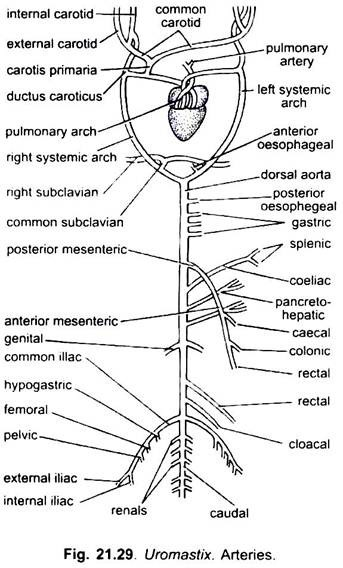 internal carotid
common
carotid
external carotid
pulmonary
artery
carotis primaria
ductus caroticus
left systemic
arch
pulmonary arch
anterior
oesophageal
right systemic arch
dorsal aorta
right subclavian
posterior
oesophegeal
common subclavian
gastric
splenic
posterior mesenteric
coeliac
pancreto-
hepatic
anterior mesenteric
caecal
genital
colonic
common illac
rectal
hypogastric
rectal
femoral
pelvic
cloacal
external iliac
internal iliac
renals
caudal
Fig. 21.29. Uromastix. Arteries.